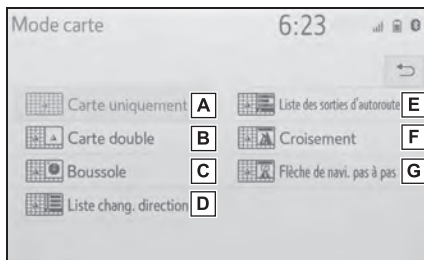 Mode carte 6:23
Carte uniquement A
Carte double B
Boussole C
Liste chang. direction D
Liste des sorties d'autoroute E
Croisement F
Flèche de navi. pas à pas G